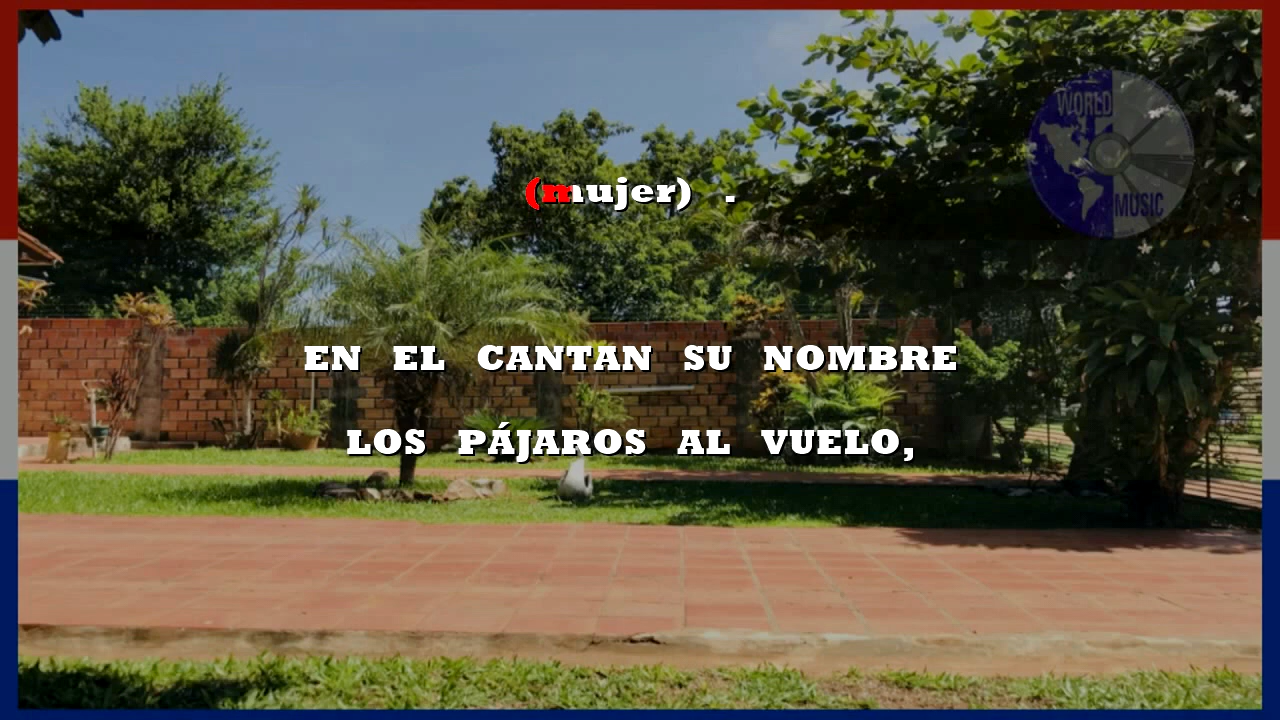 WORLD
MUSIC
(mujer) .
EN EL CANTAN SU NOMBRE
LOS PÁJAROS AL VUELO,